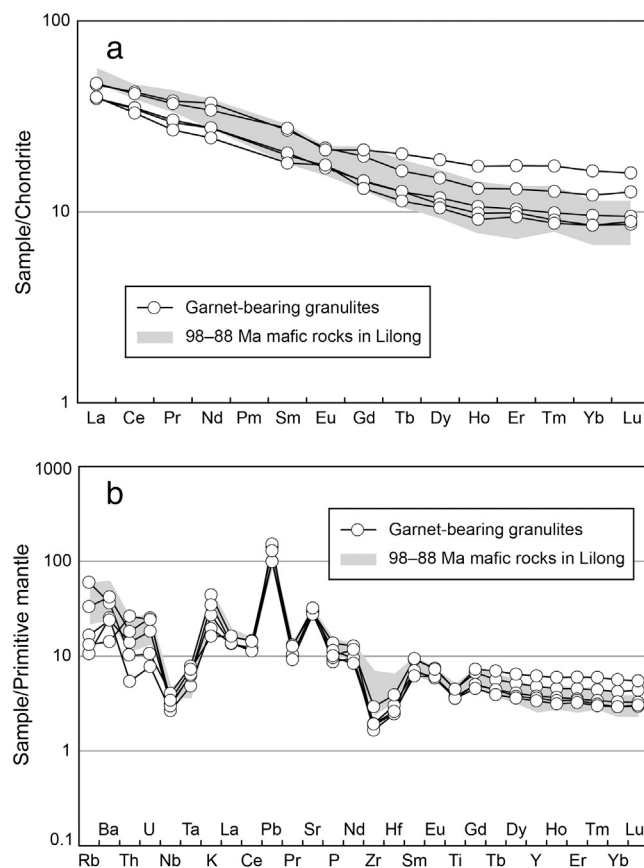 a
100
10
1
Sample/Chondrite
Garnet-bearing granulites
98–88 Ma mafic rocks in Lilong
La Ce Pr Nd Pm Sm Eu Gd Tb Dy Ho Er Tm Yb Lu
b
1000
100
10
1
0.1
Sample/Primitive mantle
Garnet-bearing granulites
98–88 Ma mafic rocks in Lilong
Ba U Ta La Pb Sr Nd Hf Eu Gd Dy Ho Tm Lu
Rb Th Nb K Ce Pr P Zr Sm Ti Tb Y Er Yb